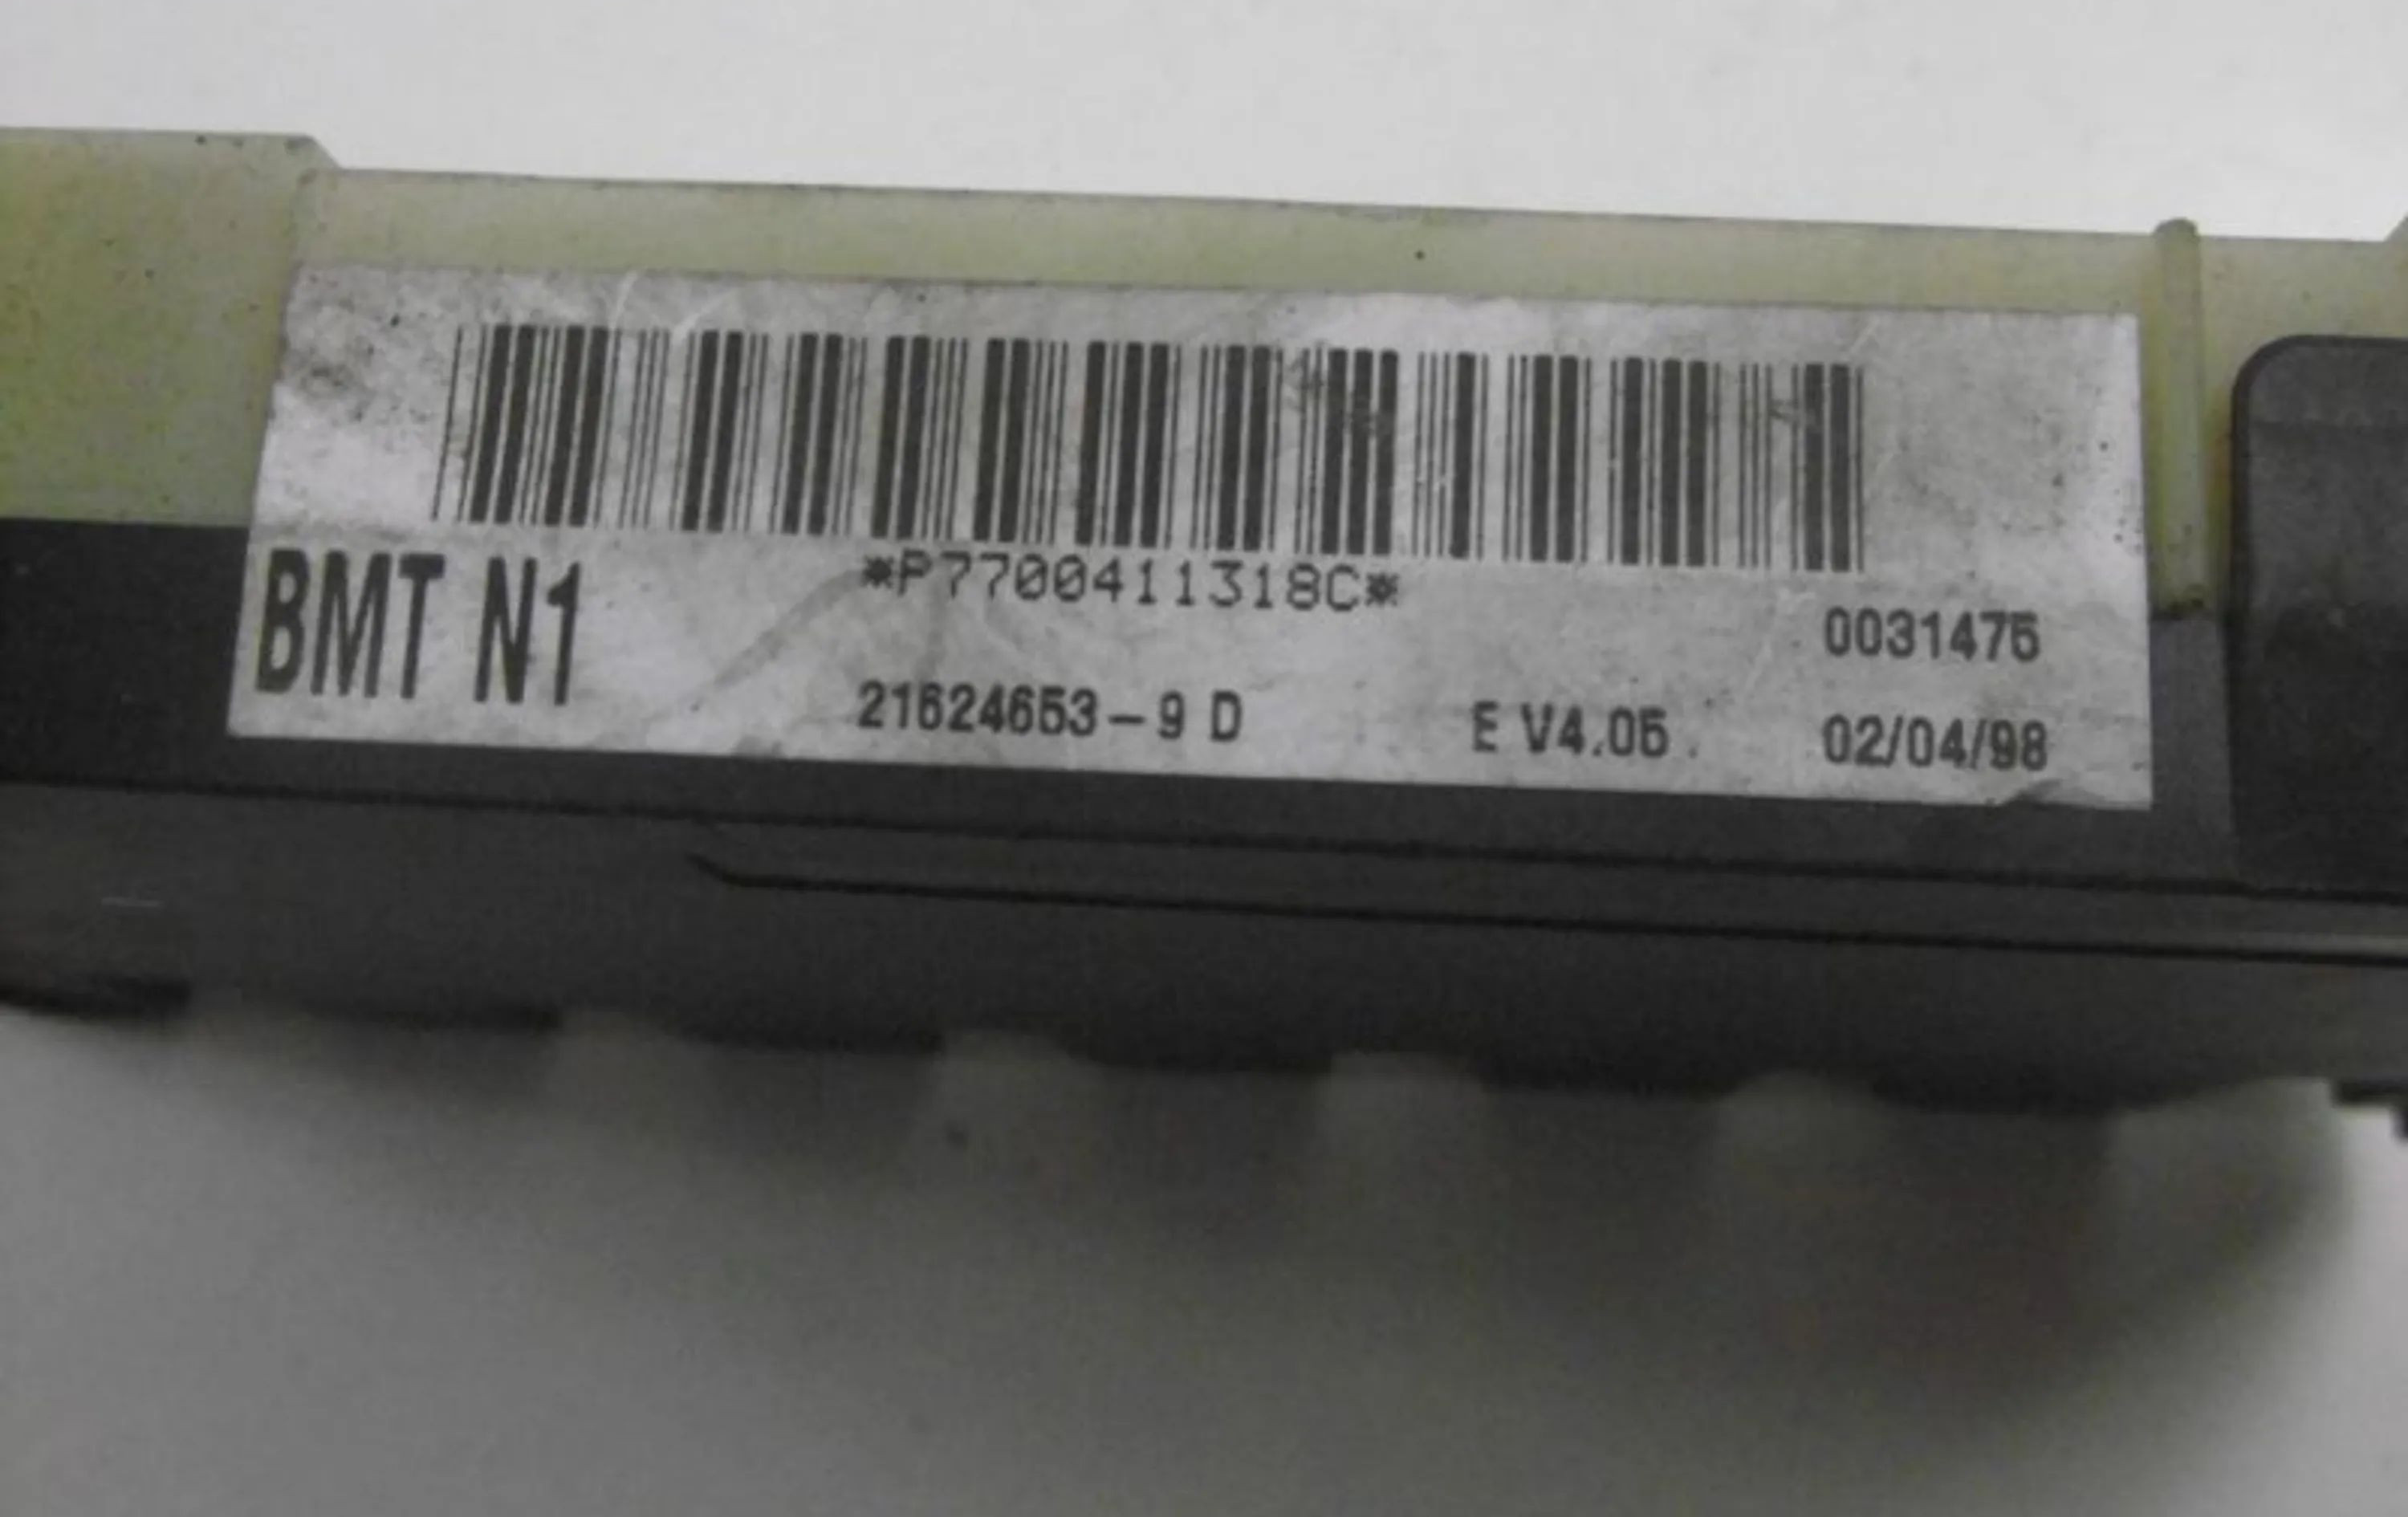 *P7700411318C*
BMT N1
0031475
21624653-9 D E V4.05 02/04/98